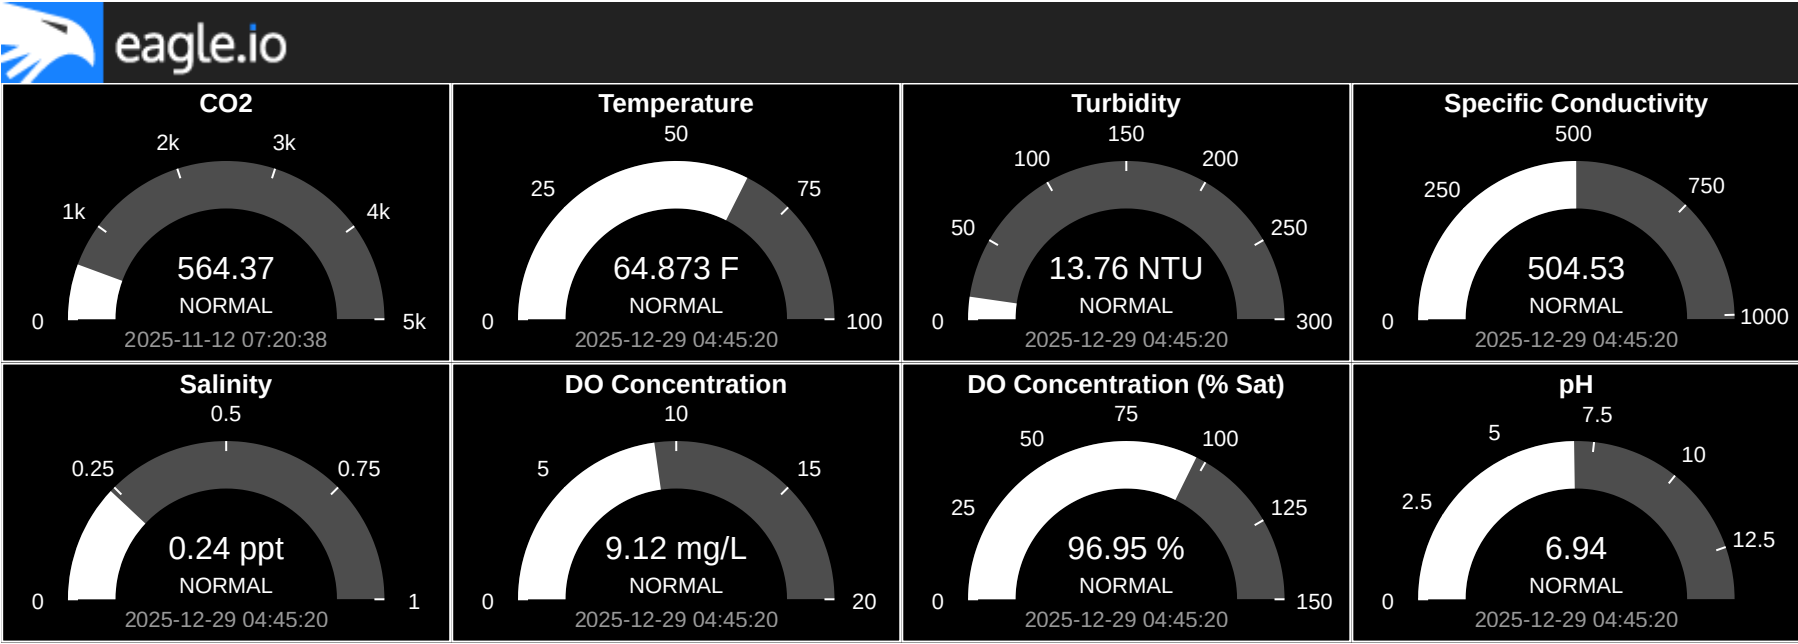 eagle.io
CO2
0
1k
2k
3k
4k
5k
564.37
NORMAL
2025-11-12 07:20:38
Temperature
0
25
50
75
100
64.873 F
NORMAL
2025-12-29 04:45:20
Turbidity
0
50
100
150
200
250
300
13.76 NTU
NORMAL
2025-12-29 04:45:20
Specific Conductivity
0
250
500
750
1000
504.53
NORMAL
2025-12-29 04:45:20
Salinity
0
0.25
0.5
0.75
1
0.24 ppt
NORMAL
2025-12-29 04:45:20
DO Concentration
0
5
10
15
20
9.12 mg/L
NORMAL
2025-12-29 04:45:20
DO Concentration (% Sat)
0
25
50
75
100
125
150
96.95 %
NORMAL
2025-12-29 04:45:20
pH
0
2.5
5
7.5
10
12.5
6.94
NORMAL
2025-12-29 04:45:20